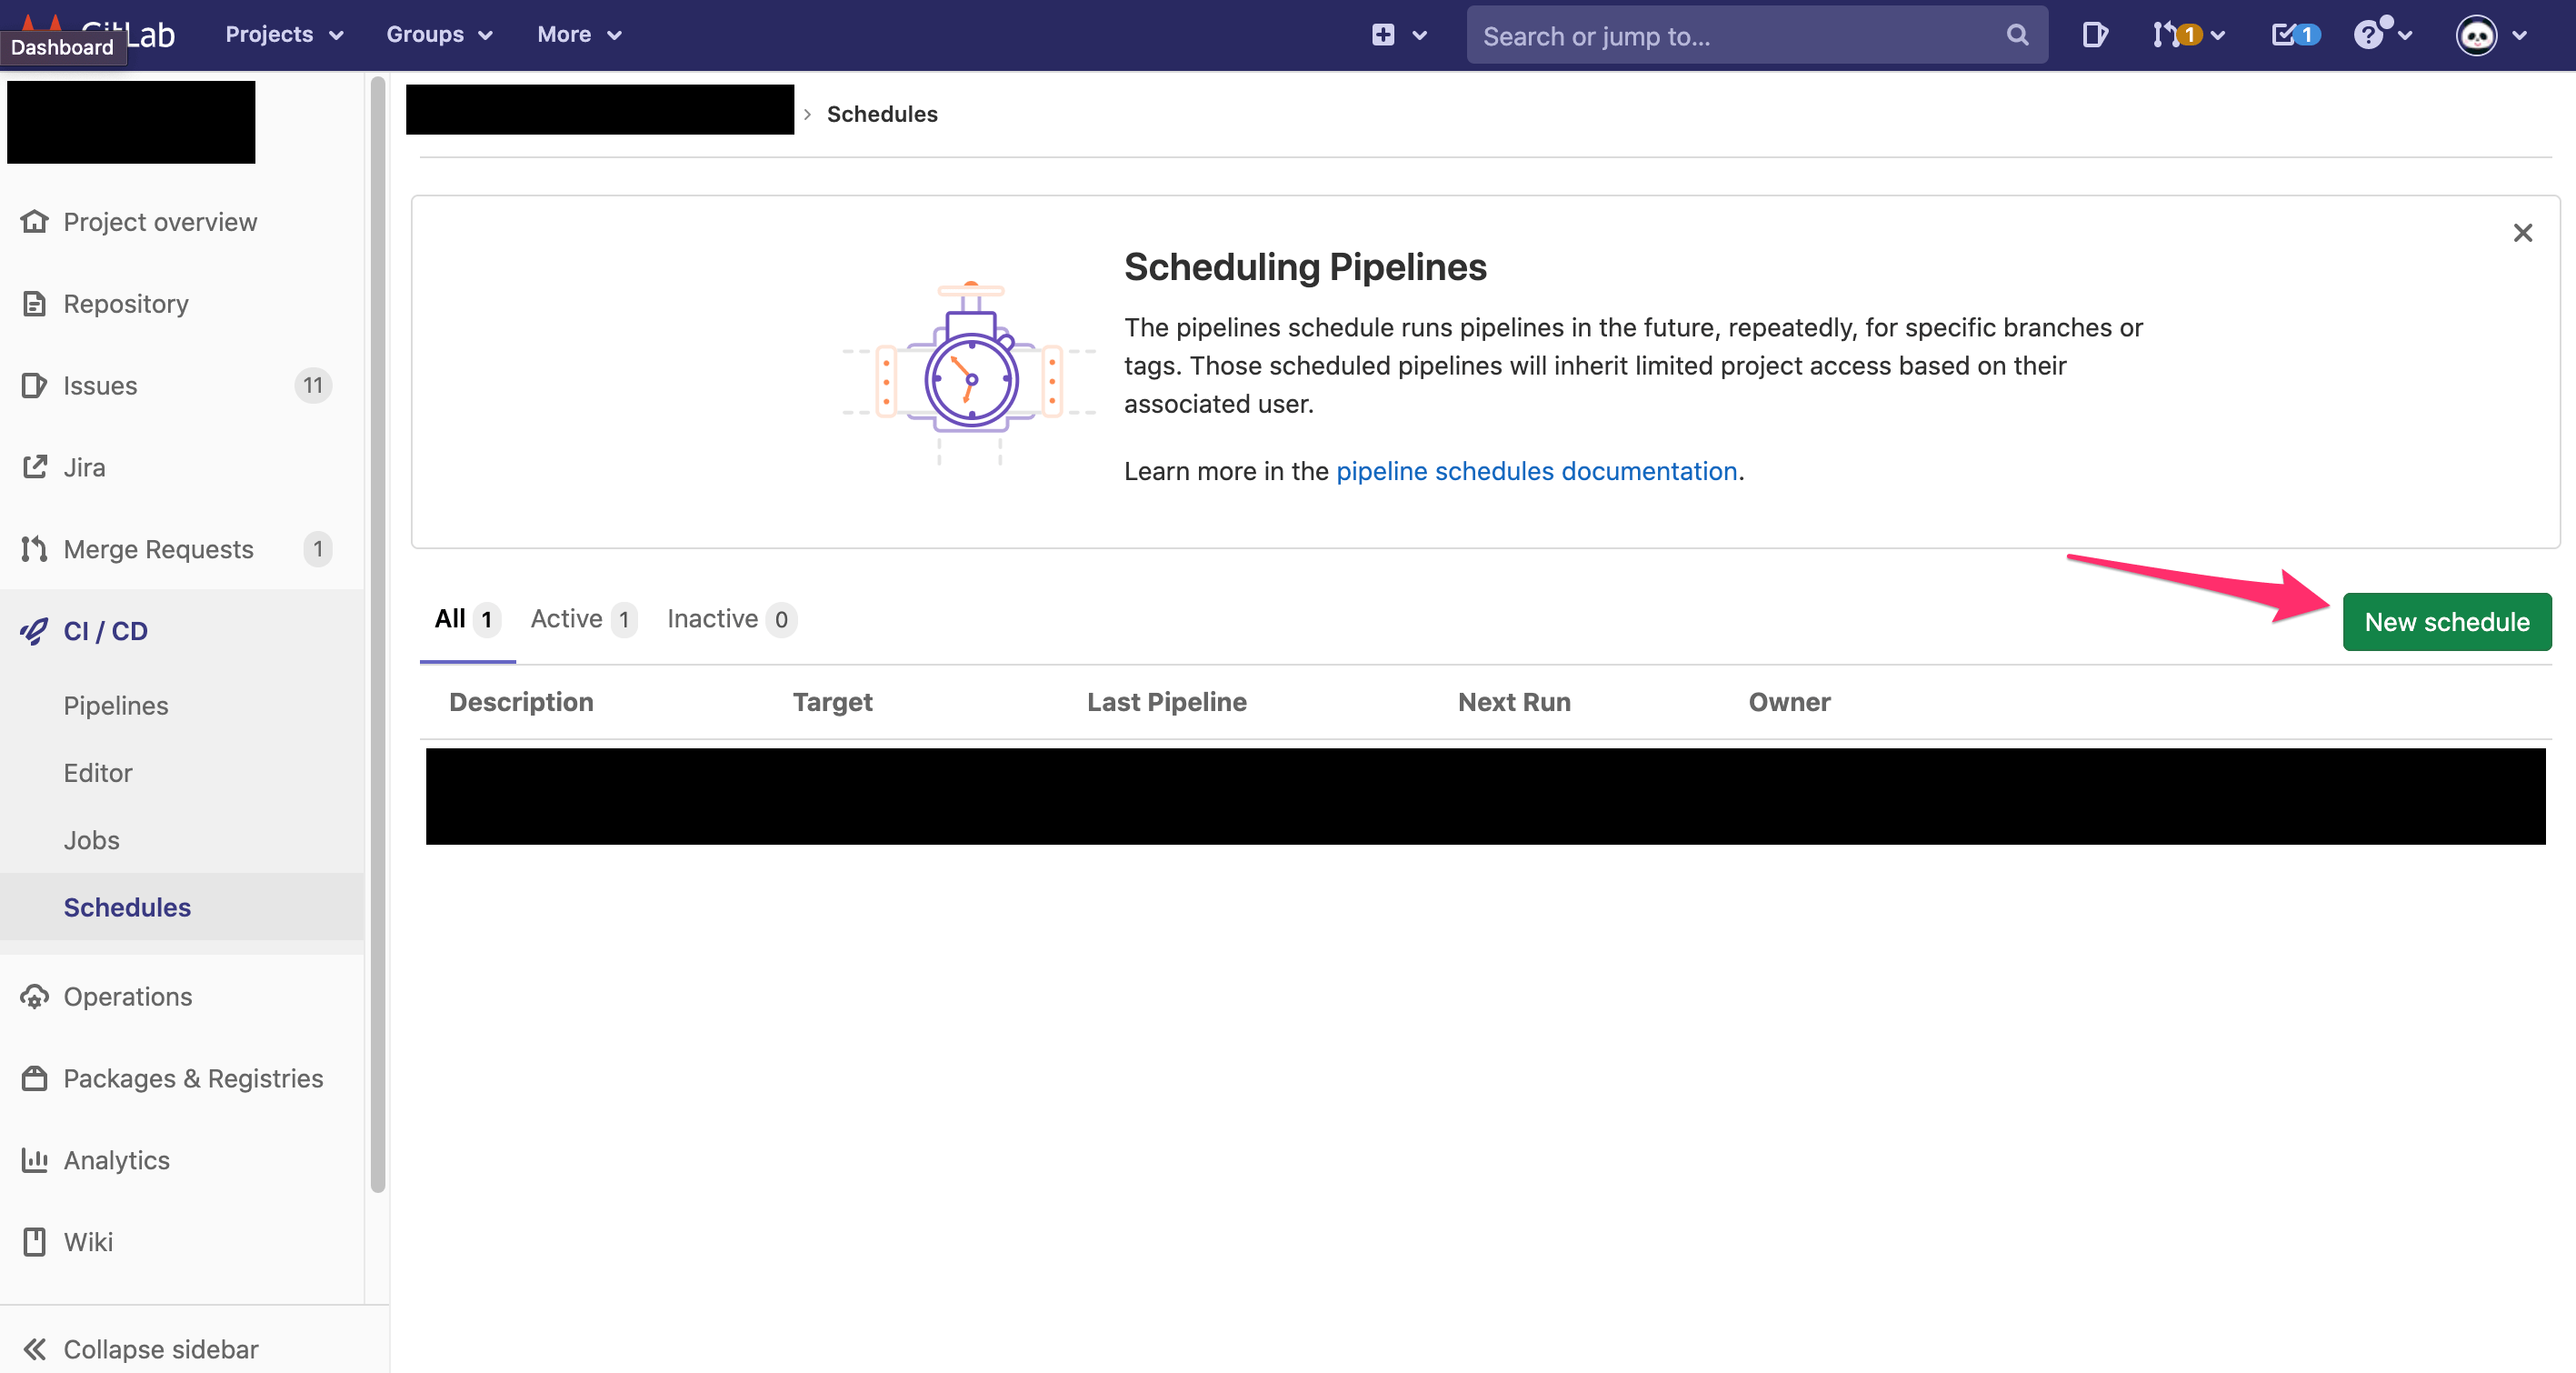 GitLab
Dashboard
Projects
Groups
More
Search or jump to...
1
1
Schedules
Project overview
Repository
Issues 11
Jira
Merge Requests 1
CI / CD
Pipelines
Editor
Jobs
Schedules
Operations
Packages & Registries
Analytics
Wiki
Collapse sidebar
Scheduling Pipelines
The pipelines schedule runs pipelines in the future, repeatedly, for specific branches or
tags. Those scheduled pipelines will inherit limited project access based on their
associated user.
Learn more in the pipeline schedules documentation.
All 1 Active 1 Inactive 0
New schedule
Description Target Last Pipeline Next Run Owner